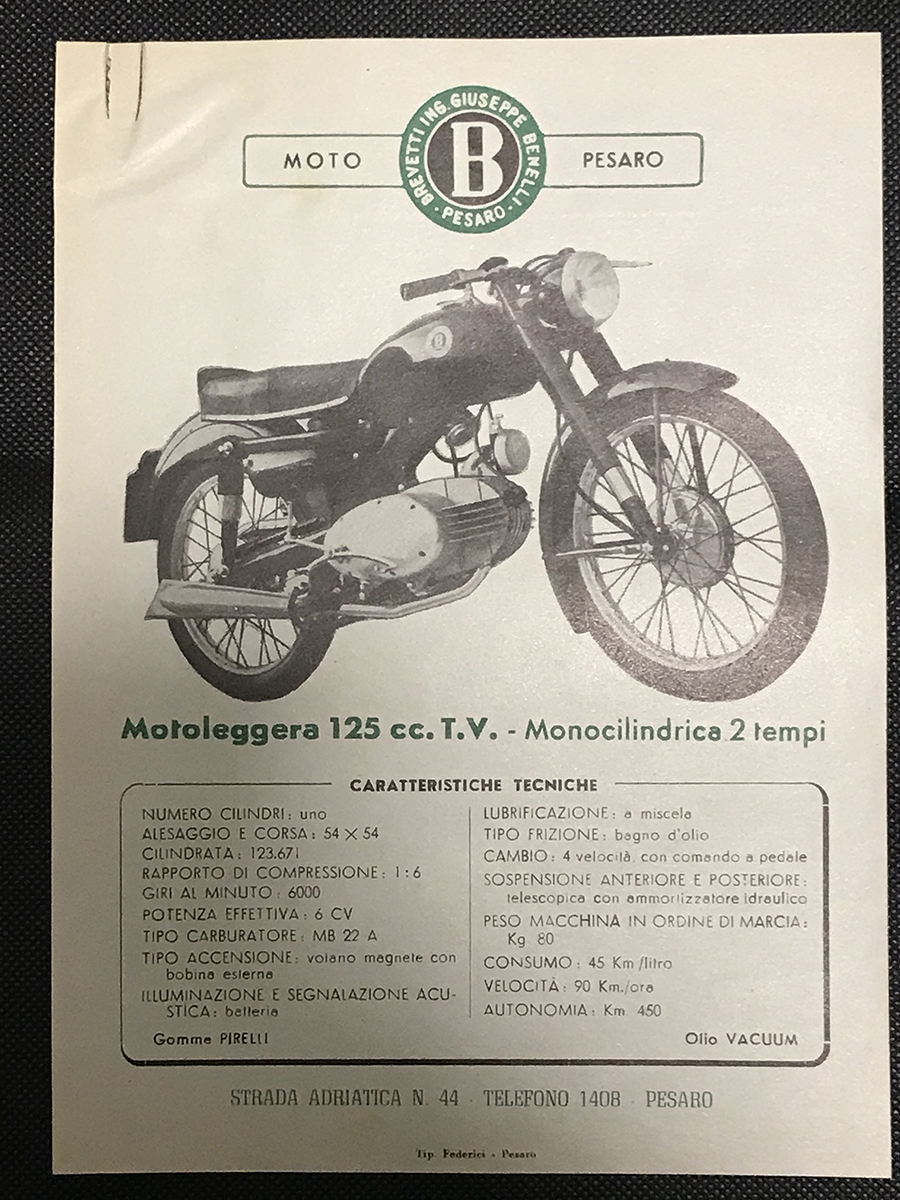 MOTO
BREVETTI ING. GIUSEPPE BENELLI
B
· PESARO ·
PESARO
B
Motoleggera 125 cc. T.V. - Monocilindrica 2 tempi
CARATTERISTICHE TECNICHE
NUMERO CILINDRI: uno
ALESAGGIO E CORSA: 54 × 54
CILINDRATA: 123.671
RAPPORTO DI COMPRESSIONE: 1:6
GIRI AL MINUTO: 6000
POTENZA EFFETTIVA: 6 CV
TIPO CARBURATORE: MB 22 A
TIPO ACCENSIONE: volano magnete con
bobina esterna
ILLUMINAZIONE E SEGNALAZIONE ACU-
STICA: batteria
Gomme PIRELLI
LUBRIFICAZIONE: a miscela
TIPO FRIZIONE: bagno d'olio
CAMBIO: 4 velocità, con comando a pedale
SOSPENSIONE ANTERIORE E POSTERIORE:
telescopica con ammortizzatore idraulico
PESO MACCHINA IN ORDINE DI MARCIA:
Kg 80
CONSUMO: 45 Km/litro
VELOCITÀ: 90 Km./ora
AUTONOMIA: Km. 450
Olio VACUUM
STRADA ADRIATICA N. 44 - TELEFONO 1408 - PESARO
Tip. Federici - Pesaro